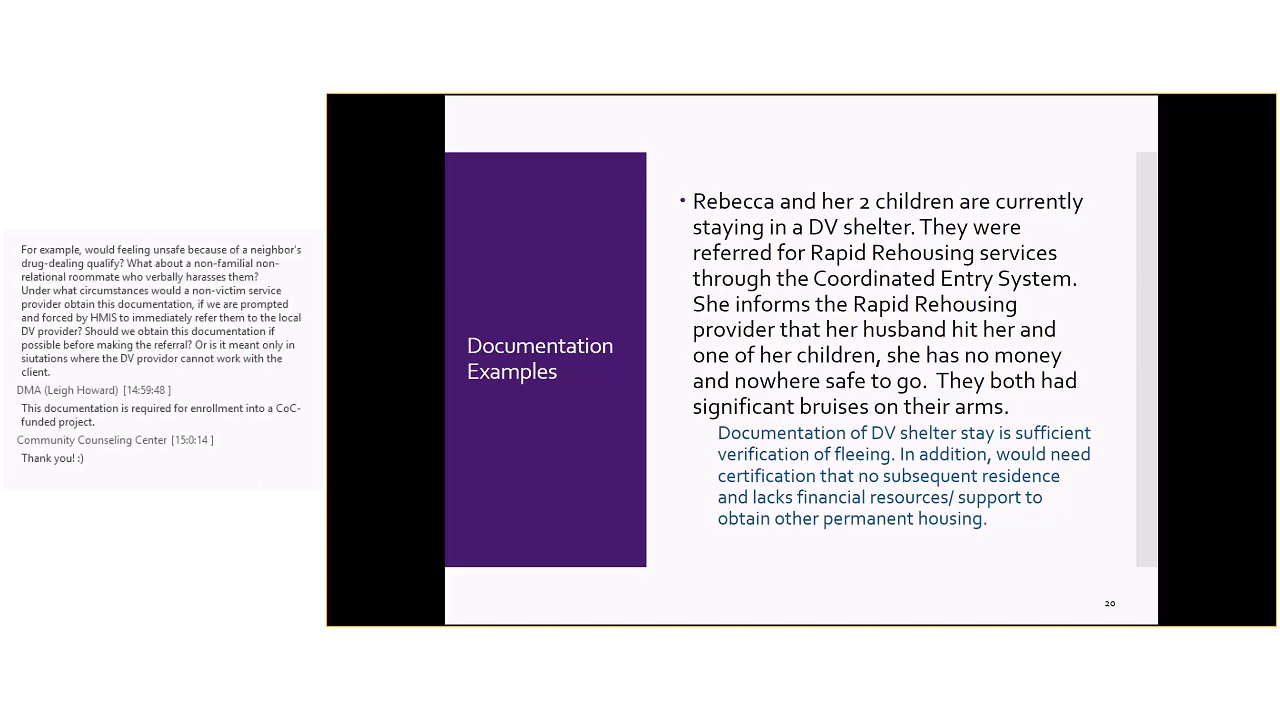 For example, would feeling unsafe because of a neighbor's
drug-dealing qualify? What about a non-familial non-
relational roommate who verbally harasses them?
Under what circumstances would a non-victim service
provider obtain this documentation, if we are prompted
and forced by HMIS to immediately refer them to the local
DV provider? Should we obtain this documentation if
possible before making the referral? Or is it meant only in
siutations where the DV providor cannot work with the
client.
DMA (Leigh Howard) [14:59:48 ]
This documentation is required for enrollment into a CoC-
funded project.
Community Counseling Center [15:0:14 ]
Thank you! :)
Documentation
Examples
• Rebecca and her 2 children are currently
staying in a DV shelter. They were
referred for Rapid Rehousing services
through the Coordinated Entry System.
She informs the Rapid Rehousing
provider that her husband hit her and
one of her children, she has no money
and nowhere safe to go.  They both had
significant bruises on their arms.
Documentation of DV shelter stay is sufficient
verification of fleeing. In addition, would need
certification that no subsequent residence
and lacks financial resources/ support to
obtain other permanent housing.
20